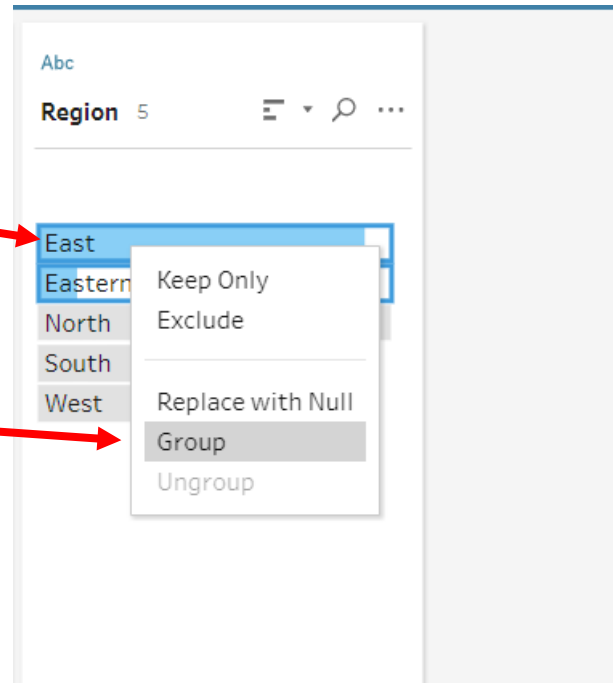 Abc
Region 5
East
Eastern
North
South
West
Keep Only
Exclude
Replace with Null
Group
Ungroup